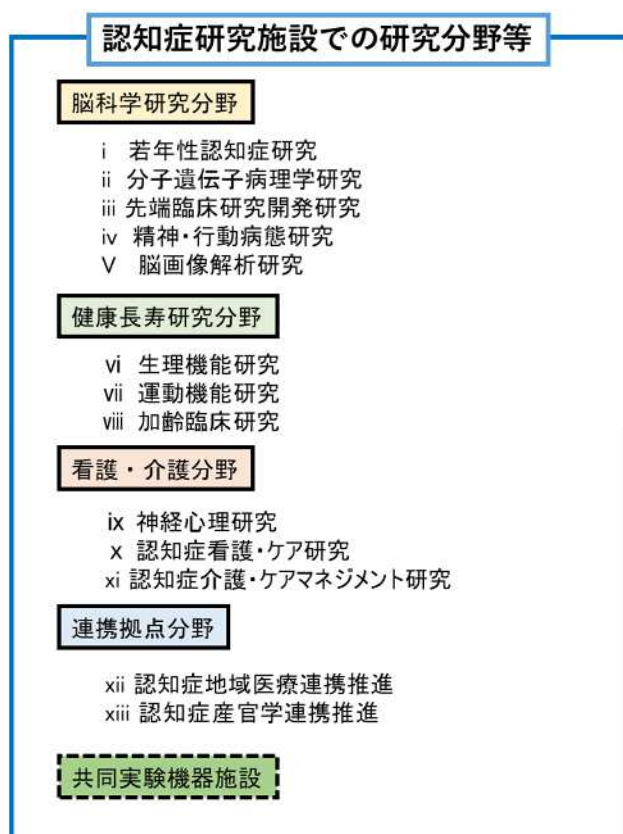 認知症研究施設での研究分野等
脳科学研究分野
ⅰ 若年性認知症研究
ⅱ 分子遺伝子病理学研究
ⅲ 先端臨床研究開発研究
ⅳ 精神・行動病態研究
Ⅴ 脳画像解析研究
健康長寿研究分野
ⅵ 生理機能研究
ⅶ 運動機能研究
ⅷ 加齢臨床研究
看護・介護分野
ⅸ 神経心理研究
ⅹ 認知症看護・ケア研究
ⅺ 認知症介護・ケアマネジメント研究
連携拠点分野
ⅻ 認知症地域医療連携推進
xiii 認知症産官学連携推進
共同実験機器施設